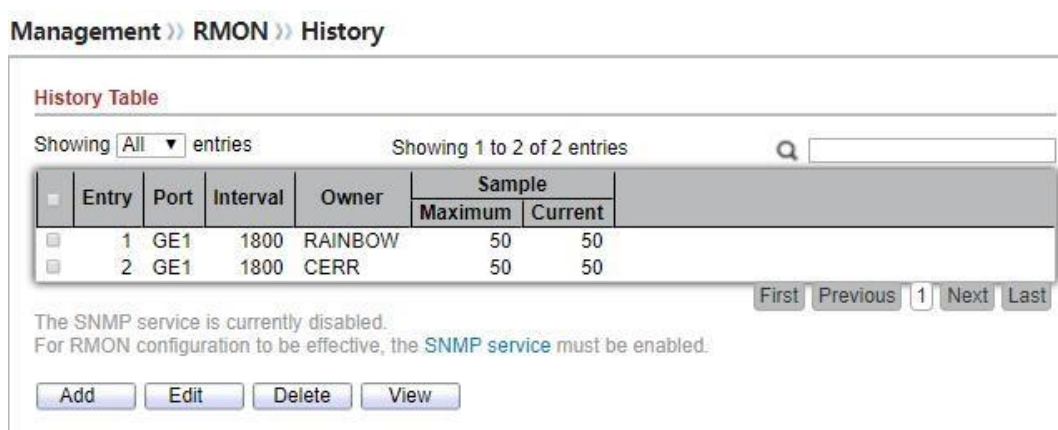 Management » RMON » History
History Table
Showing All entries Showing 1 to 2 of 2 entries
Entry Port Interval Owner Sample
Maximum Current
1 GE1 1800 RAINBOW 50 50
2 GE1 1800 CERR 50 50
First Previous 1 Next Last
The SNMP service is currently disabled.
For RMON configuration to be effective, the SNMP service must be enabled.
Add Edit Delete View